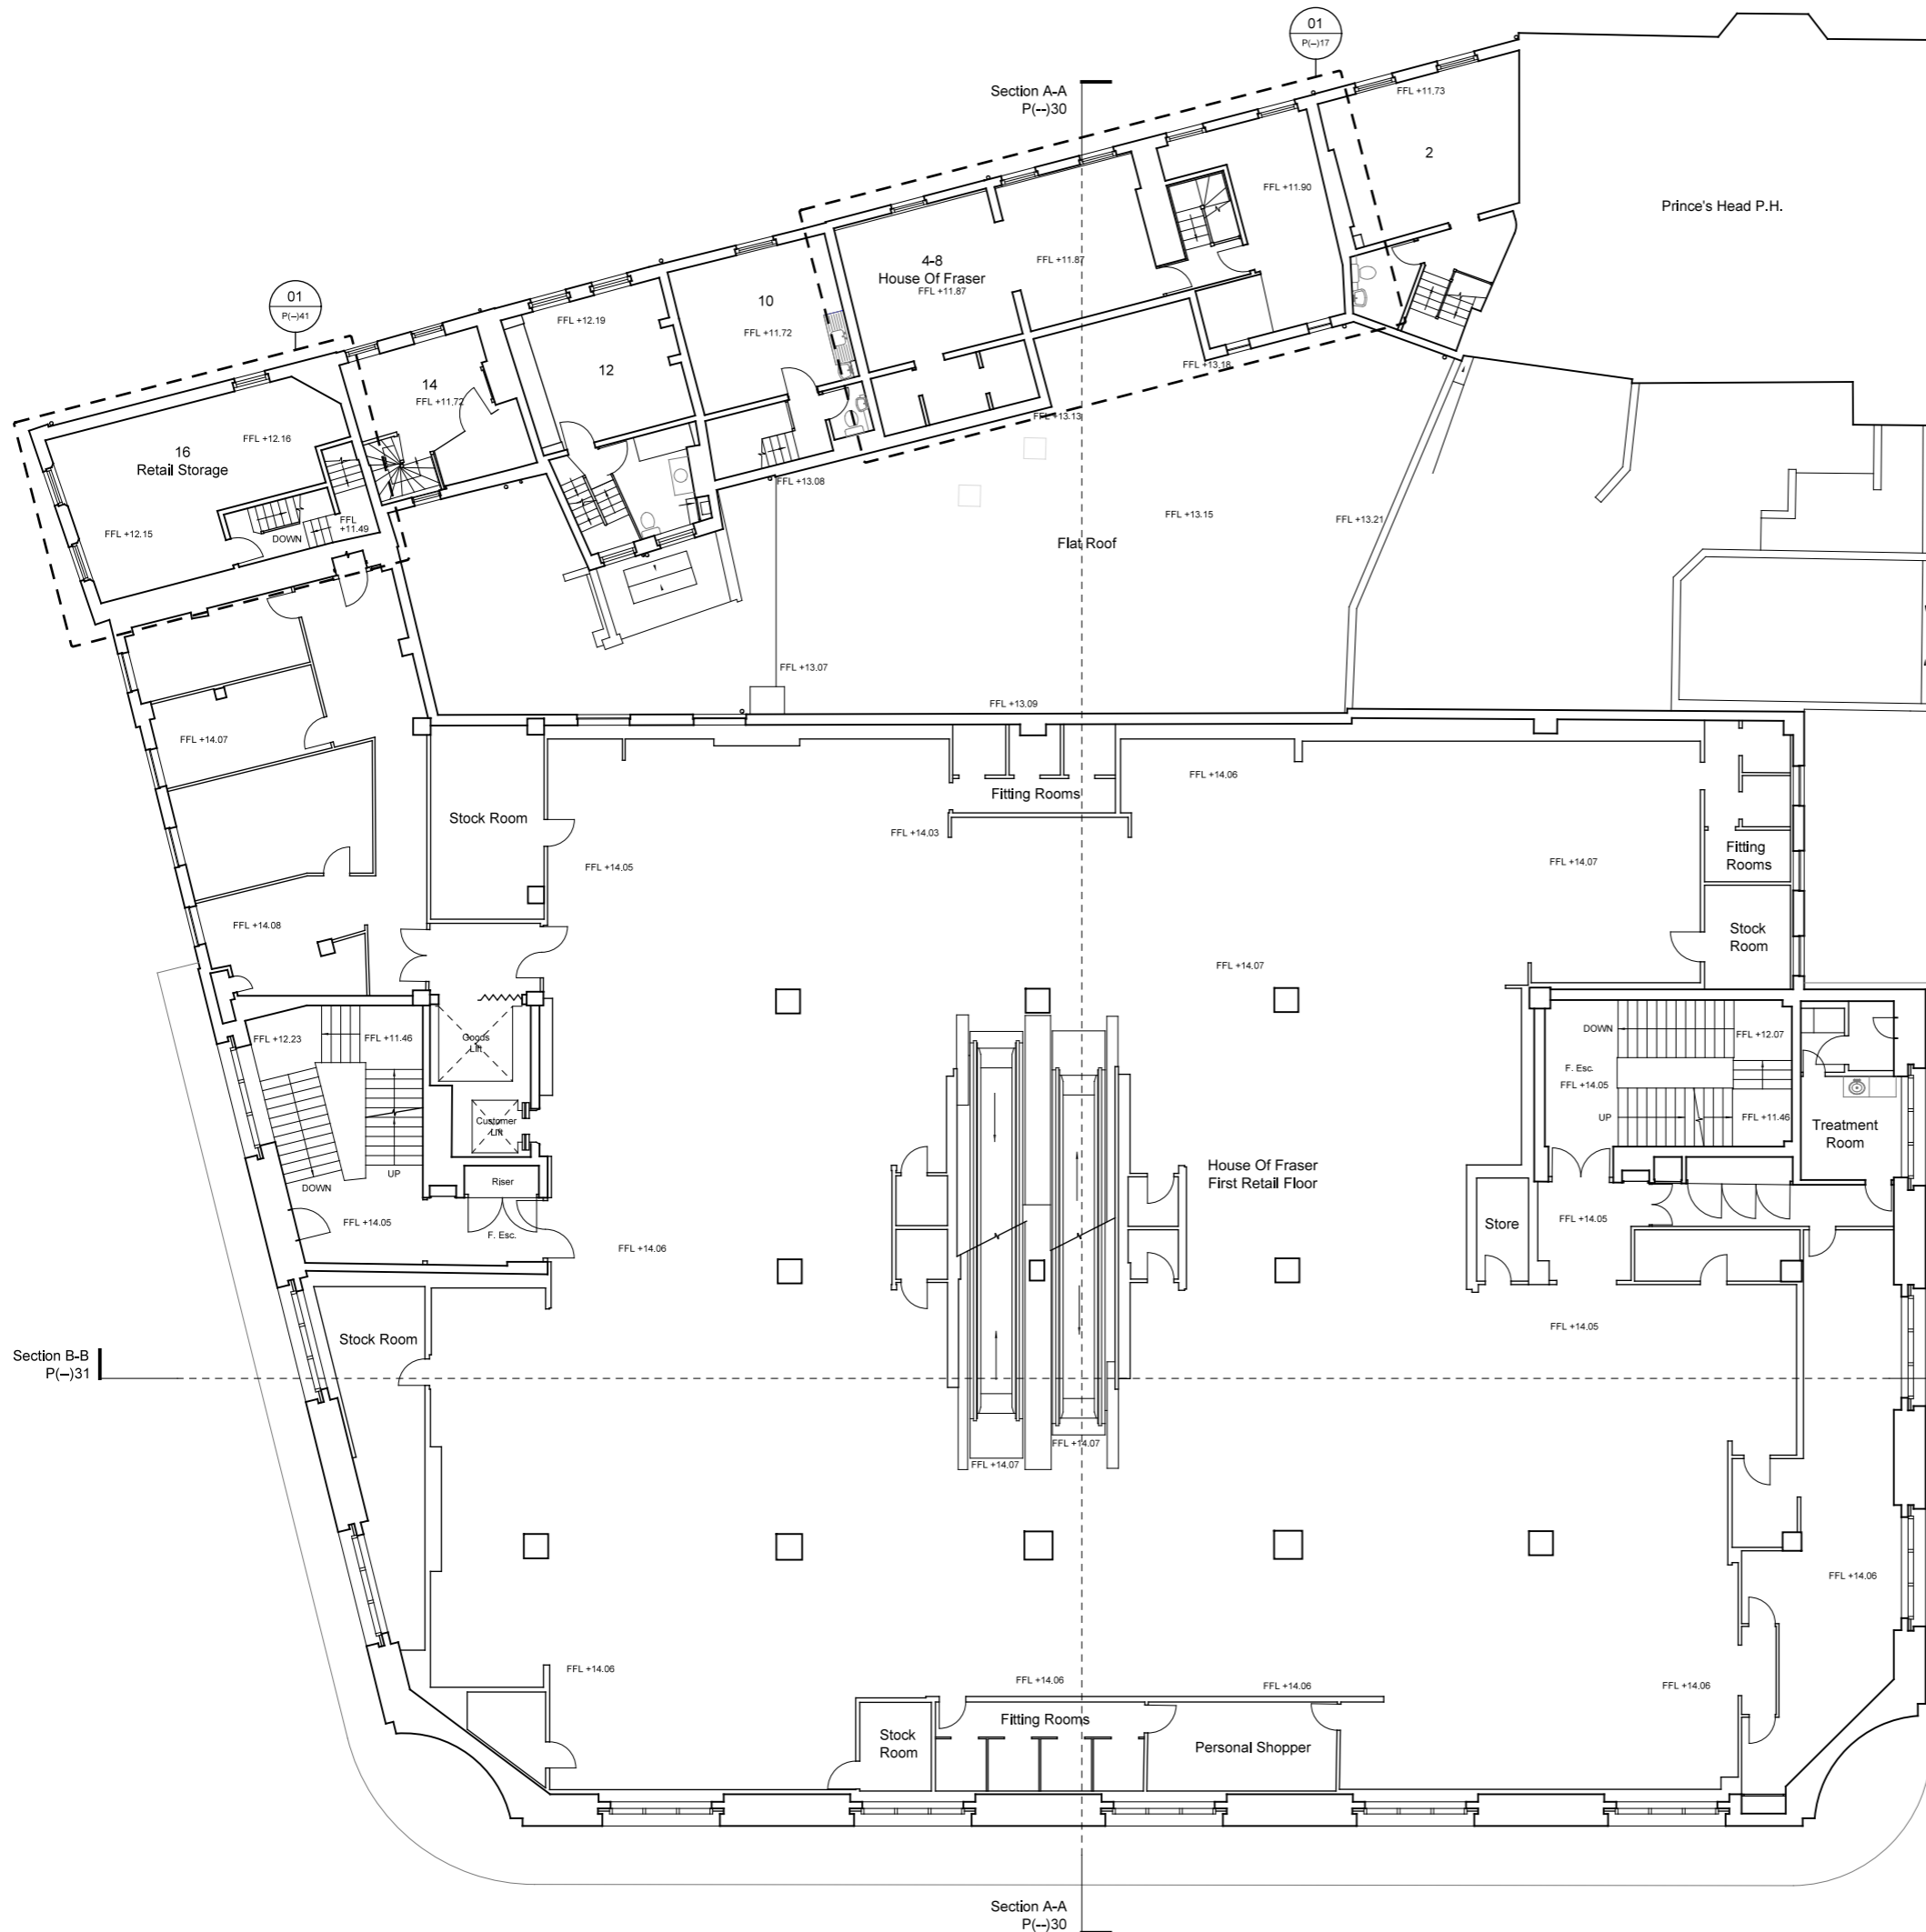 01
P(--)17
Section A-A
P(--)30
FFL +11.73
2
Prince's Head P.H.
FFL +11.90
4-8
House Of Fraser
FFL +11.87
FFL +11.87
01
P(--)41
10
FFL +11.72
FFL +12.19
12
14
FFL +11.72
FFL +13.18
FFL +13.13
16
Retail Storage
FFL +12.16
FFL +12.15
FFL
+11.49
DOWN
FFL +13.08
FFL +13.15
FFL +13.21
Flat Roof
FFL +13.07
FFL +13.09
FFL +14.07
Stock Room
Fitting Rooms
FFL +14.06
FFL +14.03
FFL +14.05
FFL +14.07
Fitting
Rooms
FFL +14.08
Stock
Room
FFL +14.07
FFL +12.23
FFL +11.46
Goods
Lift
DOWN
FFL +12.07
F. Esc.
FFL +14.05
UP
FFL +11.46
Customer
Lift
Treatment
Room
DOWN
UP
Riser
House Of Fraser
First Retail Floor
FFL +14.05
F. Esc.
Store
FFL +14.05
FFL +14.06
Stock Room
FFL +14.05
Section B-B
P(--)31
FFL +14.07
FFL +14.07
FFL +14.06
FFL +14.06
FFL +14.06
FFL +14.06
FFL +14.06
Stock
Room
Fitting Rooms
Personal Shopper
Section A-A
P(--)30